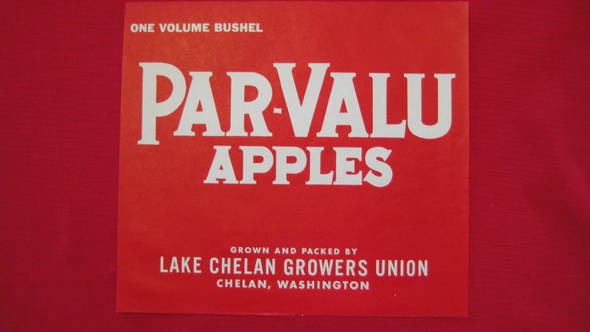 ONE VOLUME BUSHEL
PAR-VALU
APPLES
GROWN AND PACKED BY
LAKE CHELAN GROWERS UNION
CHELAN, WASHINGTON